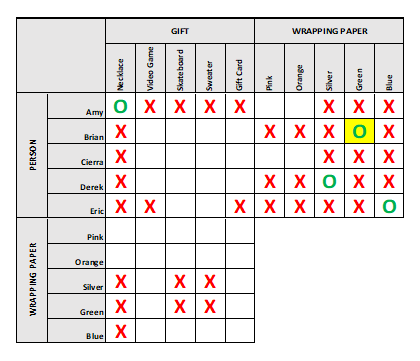 GIFT WRAPPING PAPER
Necklace Video Game Skateboard Sweater Gift Card Pink Orange Silver Green Blue
PERSON
Amy O X X X X X X X
Brian X X X X O X
Cierra X X X X
Derek X X X O X X
Eric X X X X X X X O
WRAPPING PAPER
Pink
Orange
Silver X X X
Green X X X
Blue X